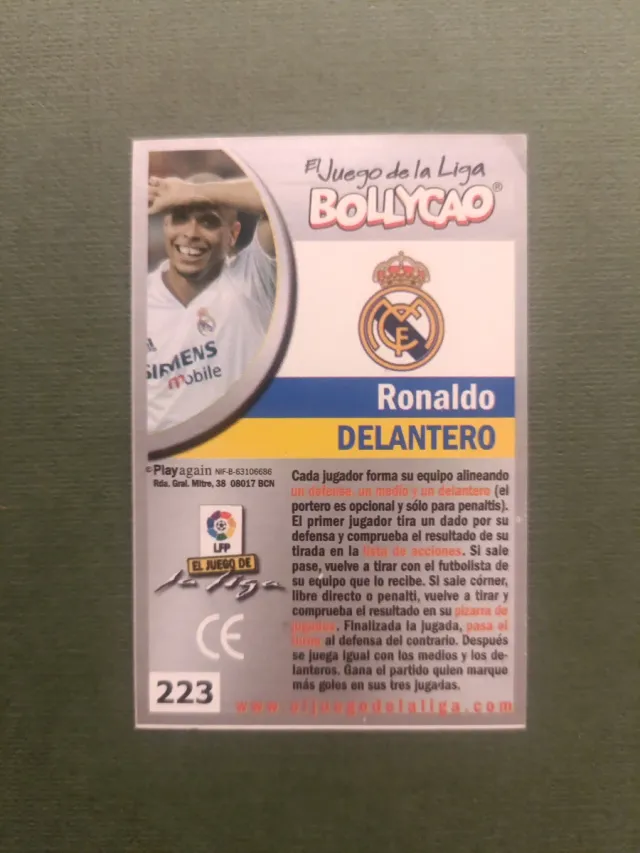 El Juego de la Liga
BOLLYCAO®
SIEMENS
mobile
Ronaldo
DELANTERO
© Playagain NIF-B-63106686
Rda. Gral. Mitre, 38 08017 BCN
LFP
EL JUEGO DE
la liga
CE
223
Cada jugador forma su equipo alineando
un defensa, un medio y un delantero (el
portero es opcional y sólo para penaltis).
El primer jugador tira un dado por su
defensa y comprueba el resultado de su
tirada en la lista de acciones. Si sale
pase, vuelve a tirar con el futbolista de
su equipo que lo recibe. Si sale córner,
libre directo o penalti, vuelve a tirar y
comprueba el resultado en su pizarra de
jugadas. Finalizada la jugada, pasa el
turno al defensa del contrario. Después
se juega igual con los medios y los de-
lanteros. Gana el partido quien marque
más goles en sus tres jugadas.
www.eljuegodelaliga.com